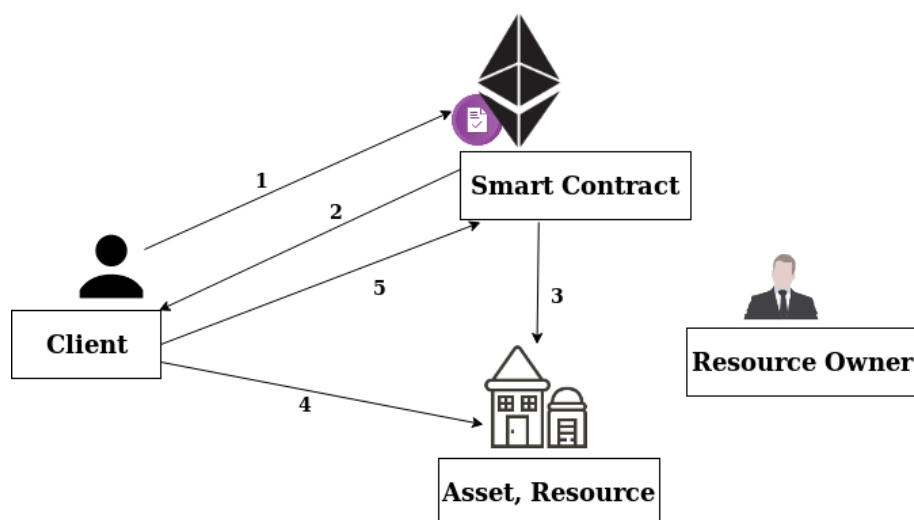 1
Smart Contract
2
5
3
Client
Resource Owner
4
Asset, Resource